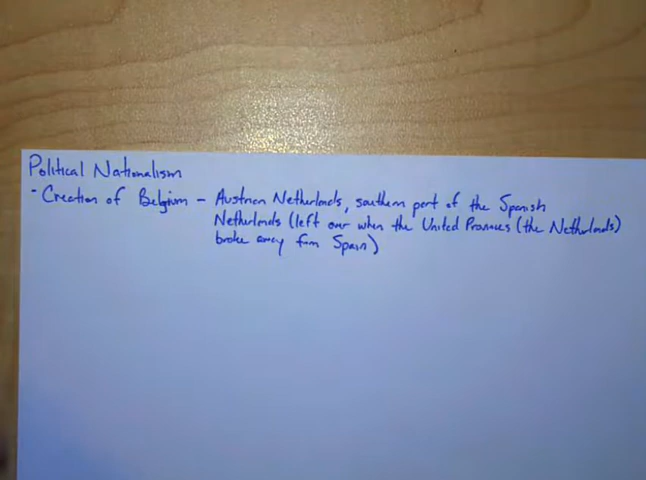 Political Nationalism
- Creation of Belgium - Austrian Netherlands, southern part of the Spanish
Netherlands (left over when the United Provinces (the Netherlands)
broke away from Spain)